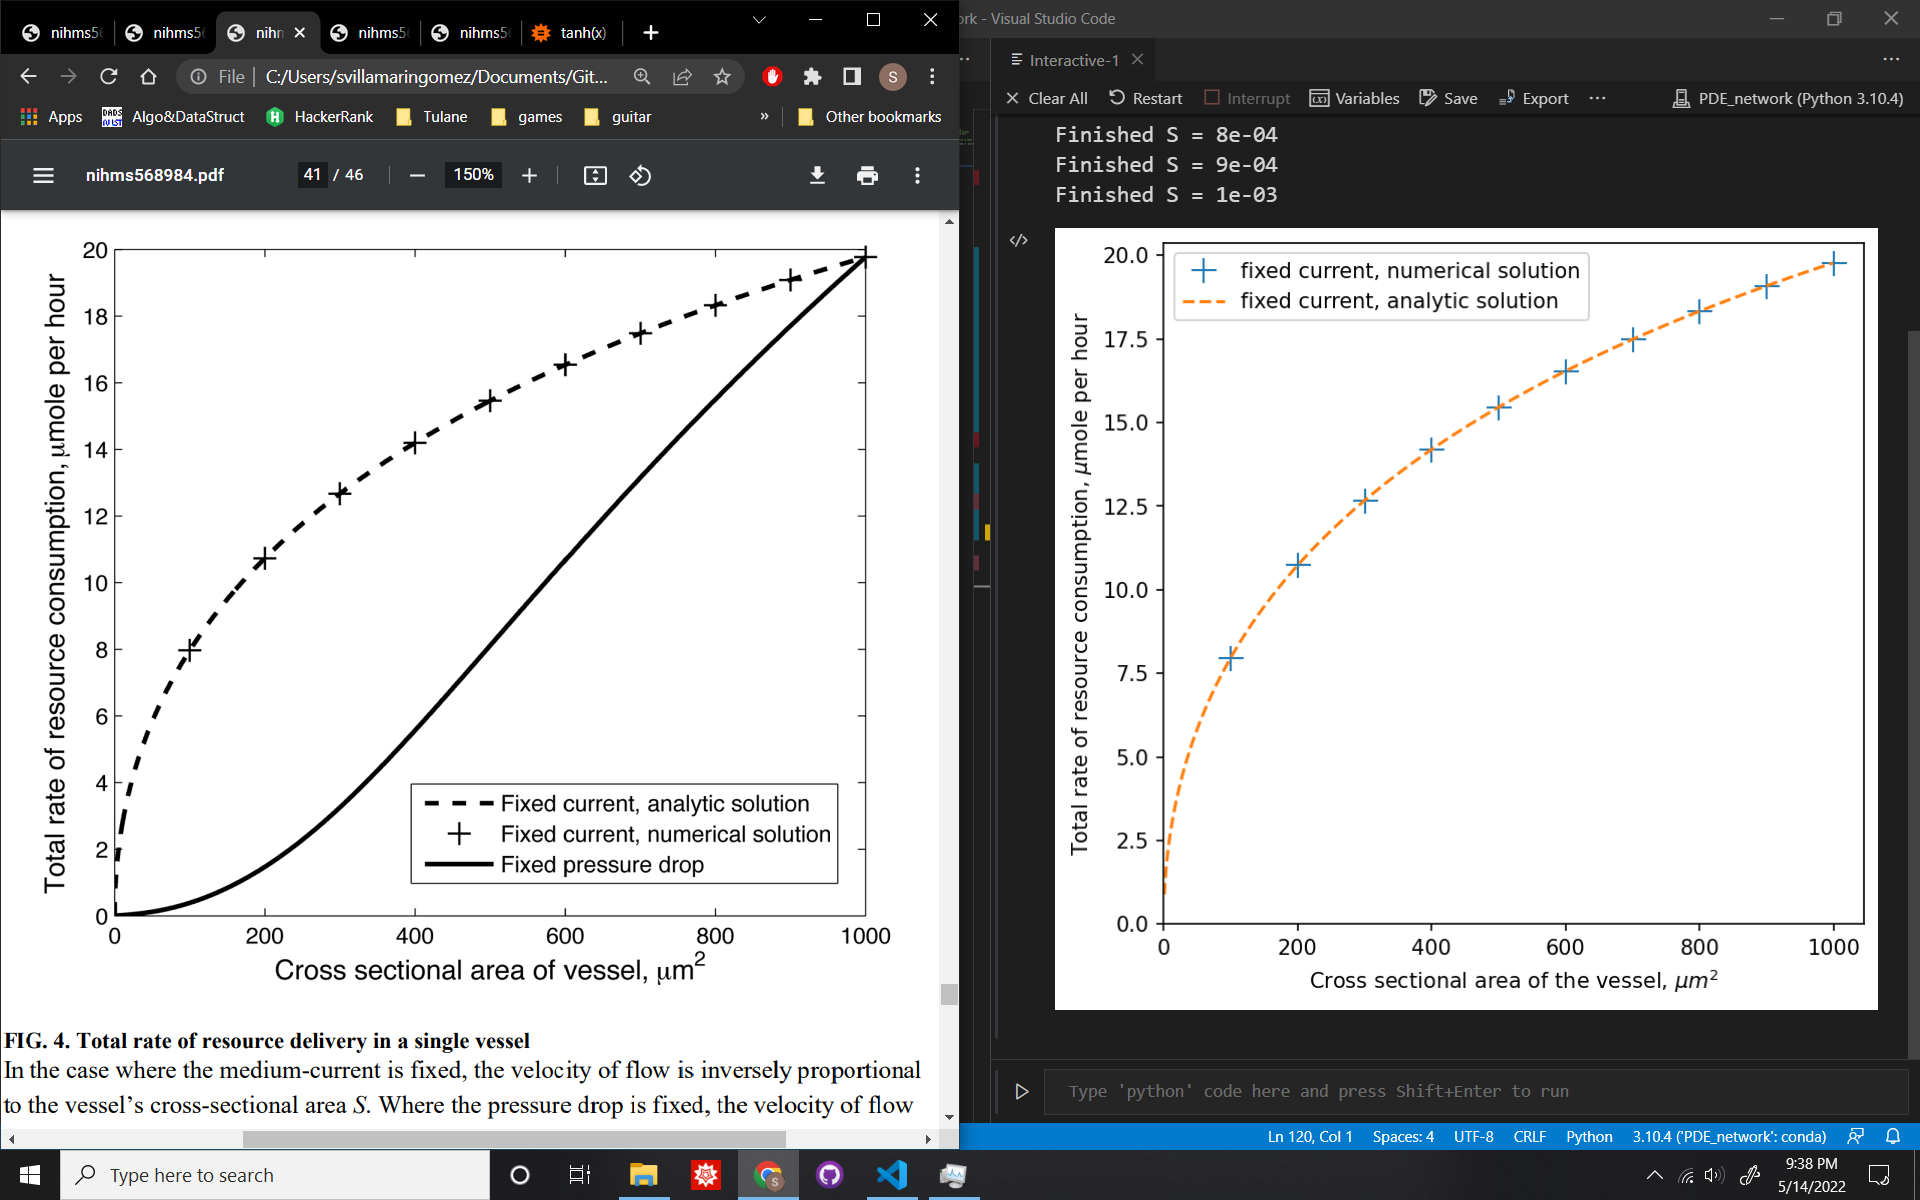 nihms5
nihms5
nihn
nihms5
nihms5
tanh(x)
ork - Visual Studio Code
File
C:/Users/svillamaringomez/Documents/Git...
S
Interactive-1
Apps
Algo&DataStruct
HackerRank
Tulane
games
guitar
»
Other bookmarks
Clear All
Restart
Interrupt
Variables
Save
Export
PDE_network (Python 3.10.4)
nihms568984.pdf
41 / 46
150%
Finished S = 8e-04
Finished S = 9e-04
Finished S = 1e-03
20
18
16
14
12
10
8
6
4
2
0
Total rate of resource consumption, μmole per hour
Fixed current, analytic solution
Fixed current, numerical solution
Fixed pressure drop
0 200 400 600 800 1000
Cross sectional area of vessel, μm²
FIG. 4. Total rate of resource delivery in a single vessel
In the case where the medium-current is fixed, the velocity of flow is inversely proportional
to the vessel's cross-sectional area S. Where the pressure drop is fixed, the velocity of flow
fixed current, numerical solution
fixed current, analytic solution
20.0
17.5
15.0
12.5
10.0
7.5
5.0
2.5
0.0
Total rate of resource consumption, μmole per hour
0 200 400 600 800 1000
Cross sectional area of the vessel, μm²
Type 'python' code here and press Shift+Enter to run
Ln 120, Col 1
Spaces: 4
UTF-8
CRLF
Python
3.10.4 ('PDE_network': conda)
Type here to search
9:38 PM
5/14/2022